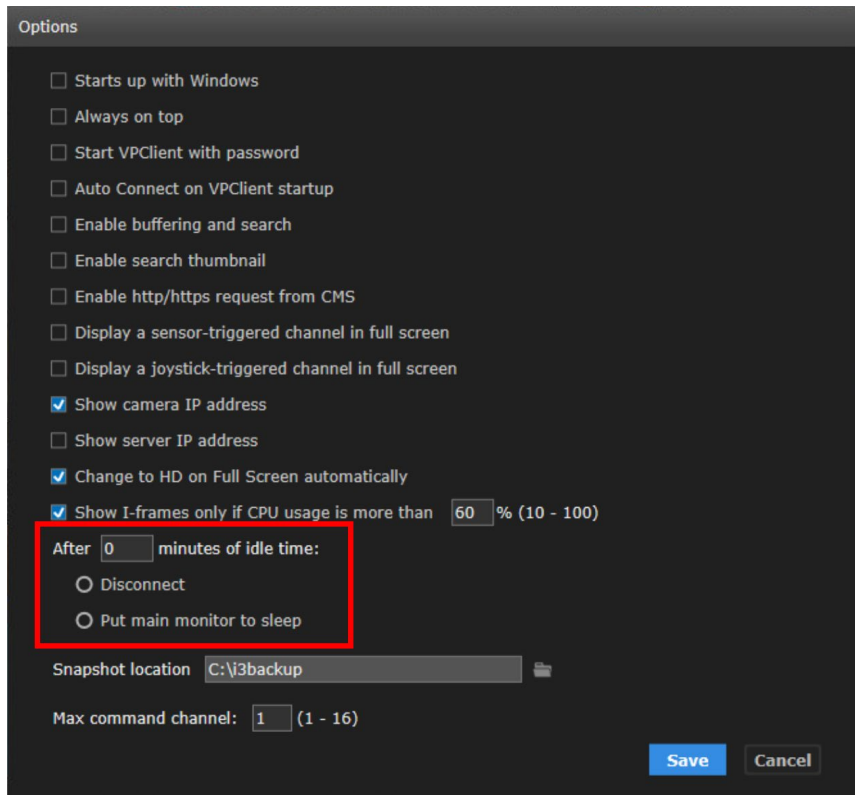 Options
Starts up with Windows
Always on top
Start VPClient with password
Auto Connect on VPClient startup
Enable buffering and search
Enable search thumbnail
Enable http/https request from CMS
Display a sensor-triggered channel in full screen
Display a joystick-triggered channel in full screen
Show camera IP address
Show server IP address
Change to HD on Full Screen automatically
Show I-frames only if CPU usage is more than 60 % (10 - 100)
After 0 minutes of idle time:
Disconnect
Put main monitor to sleep
Snapshot location C:\i3backup
Max command channel: 1 (1 - 16)
Save Cancel